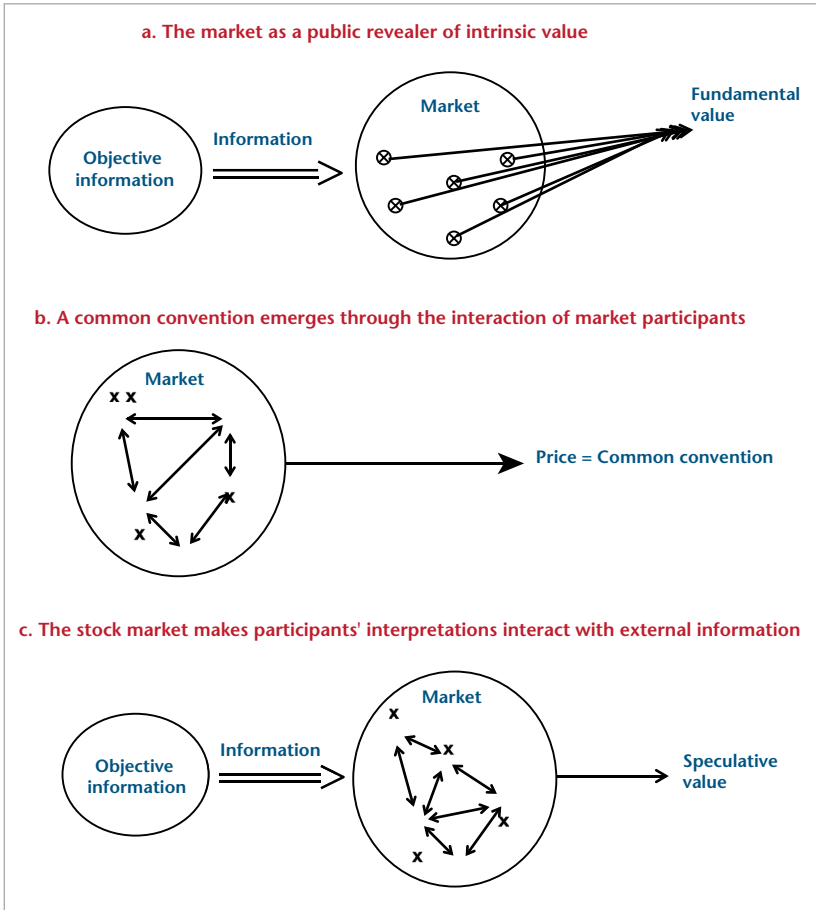 a. The market as a public revealer of intrinsic value
Market
Fundamental
value
Information
Objective
information
b. A common convention emerges through the interaction of market participants
Market
x x
Price = Common convention
x
x
c. The stock market makes participants' interpretations interact with external information
Market
x
Information
x
Objective
information
Speculative
value
x
x